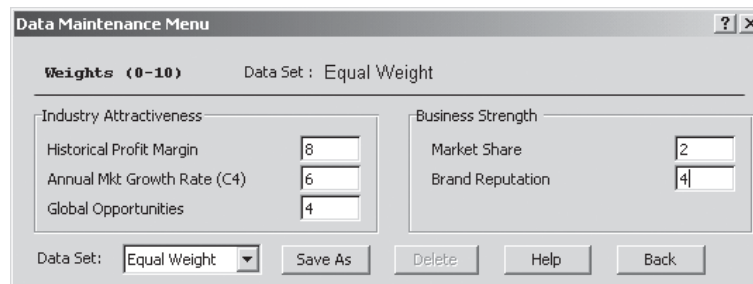 Data Maintenance Menu
Weights (0-10) Data Set : Equal Weight
Industry Attractiveness
Historical Profit Margin 8
Annual Mkt Growth Rate (C4) 6
Global Opportunities 4
Business Strength
Market Share 2
Brand Reputation 4
Data Set: Equal Weight Save As Delete Help Back